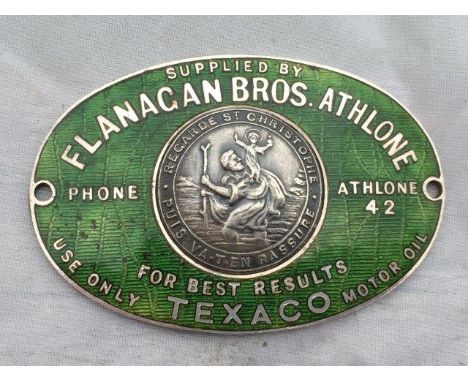 SUPPLIED BY
FLANAGAN BROS. ATHLONE
PHONE
ATHLONE
42
REGARDE ST CHRISTOPHE
PUIS VA-T-EN RASSURE
FOR BEST RESULTS
USE ONLY TEXACO MOTOR OIL